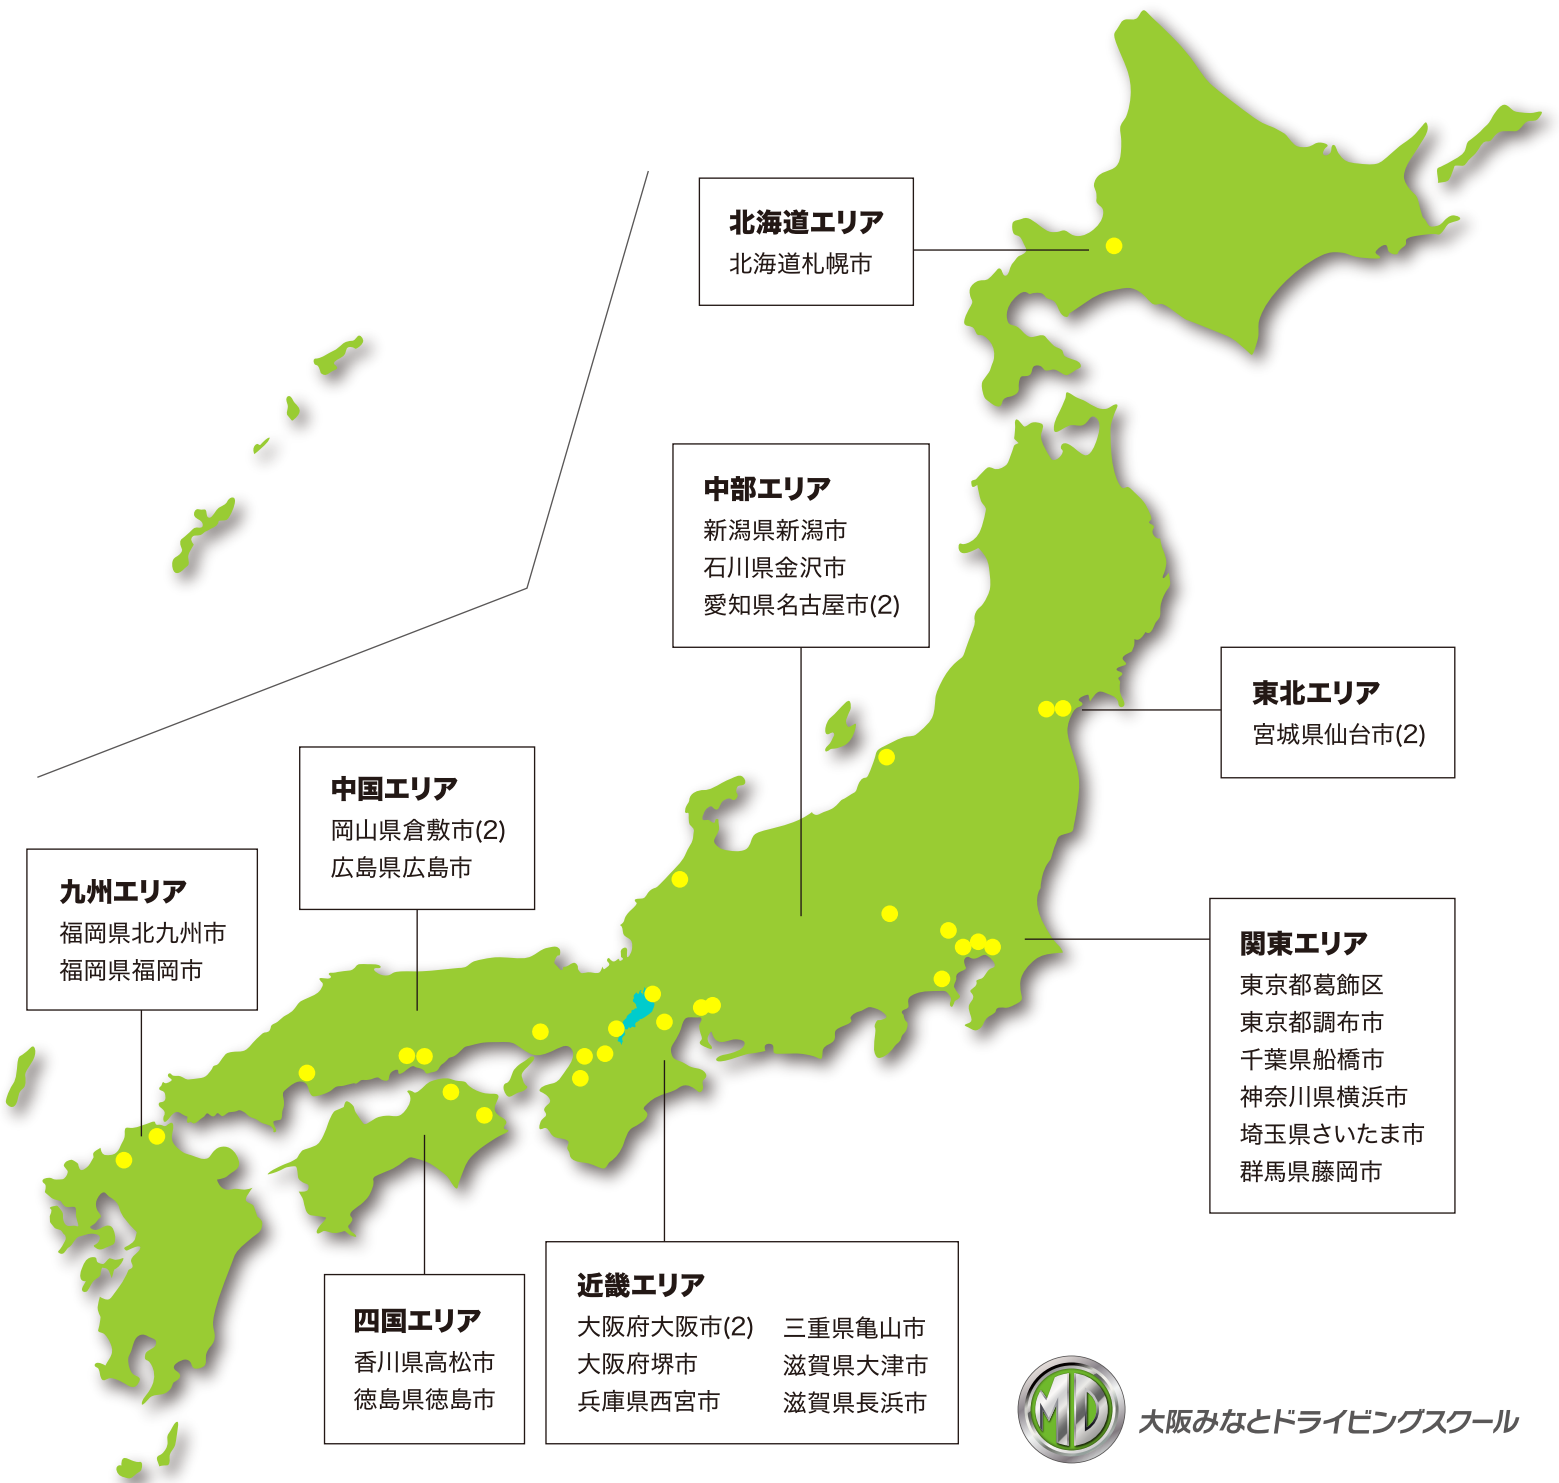 北海道エリア
北海道札幌市
中部エリア
新潟県新潟市
石川県金沢市
愛知県名古屋市(2)
東北エリア
宮城県仙台市(2)
中国エリア
岡山県倉敷市(2)
広島県広島市
九州エリア
福岡県北九州市
福岡県福岡市
関東エリア
東京都葛飾区
東京都調布市
千葉県船橋市
神奈川県横浜市
埼玉県さいたま市
群馬県藤岡市
四国エリア
香川県高松市
徳島県徳島市
近畿エリア
大阪府大阪市(2)
大阪府堺市
兵庫県西宮市
三重県亀山市
滋賀県大津市
滋賀県長浜市
MD
大阪みなとドライビングスクール